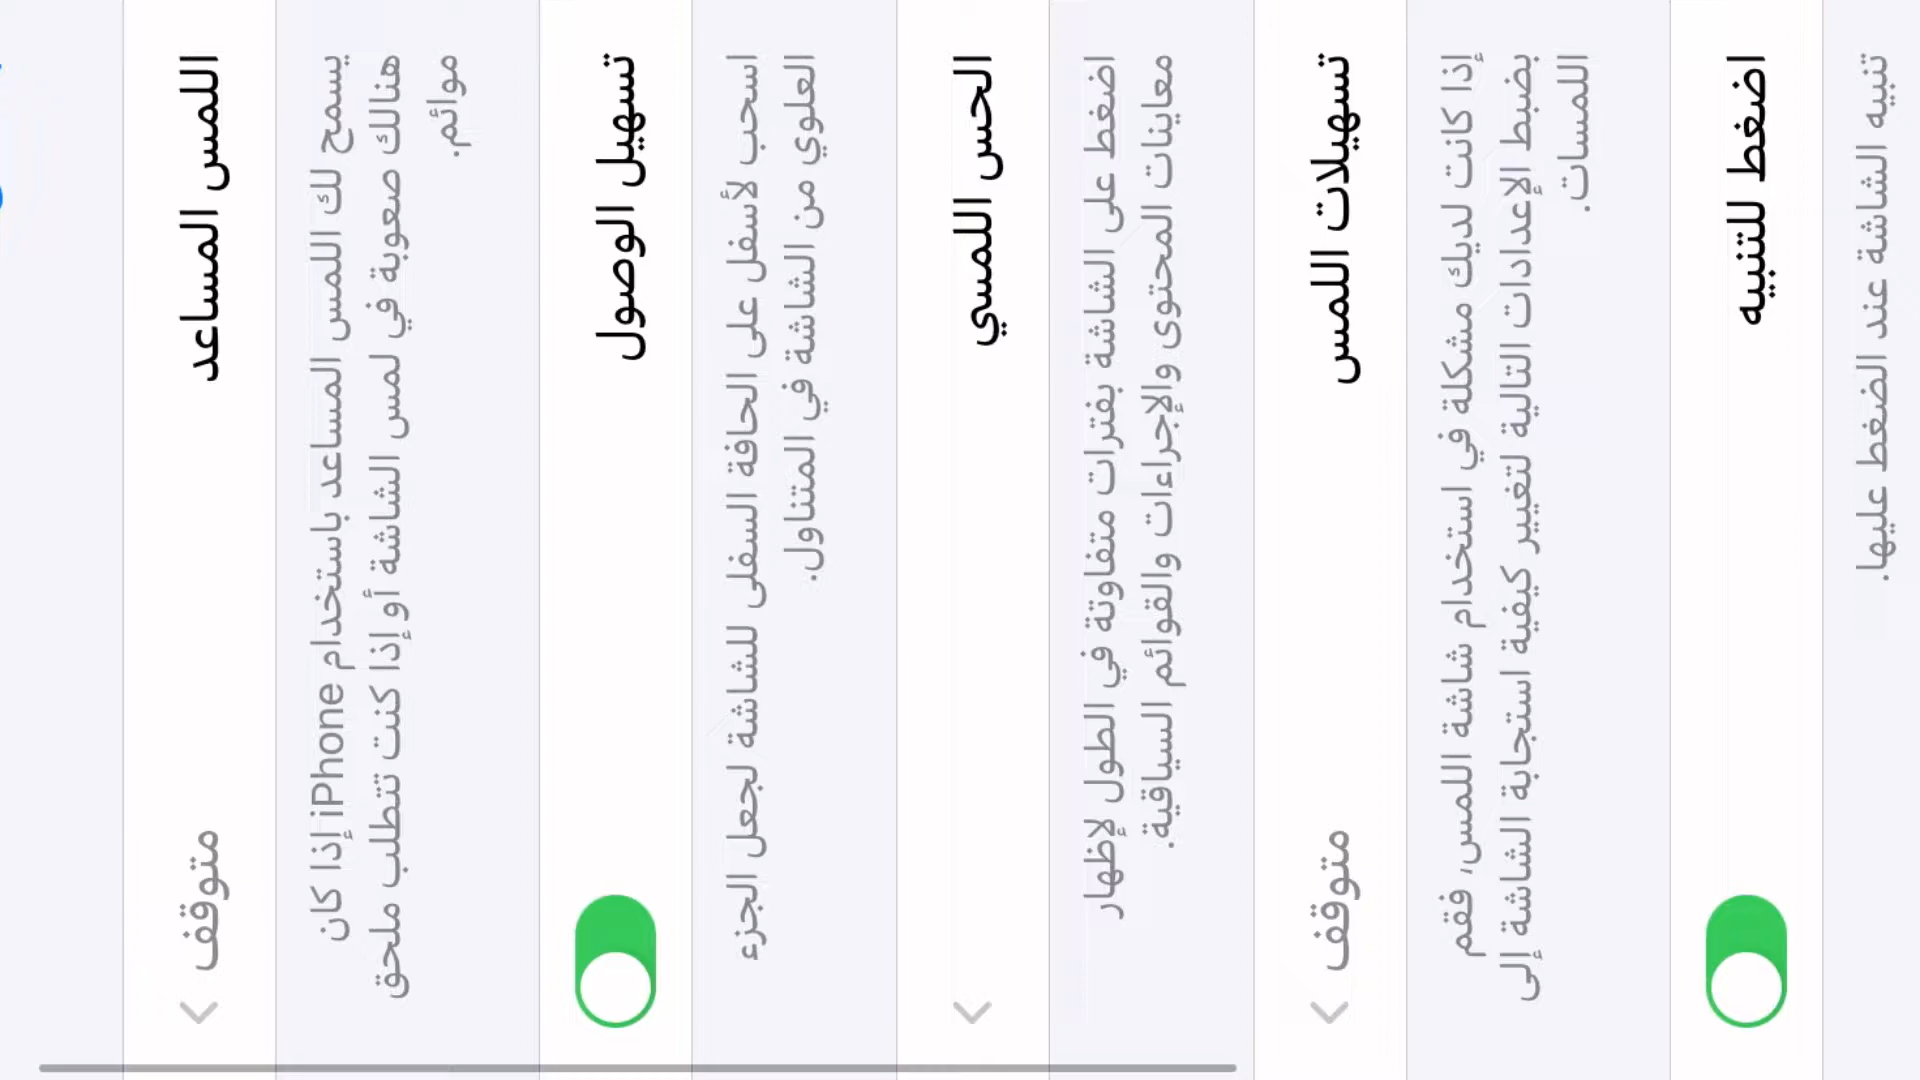 اللمس المساعد
متوقف
يسمح لك اللمس المساعد باستخدام iPhone إذا كان
هنالك صعوبة في لمس الشاشة أو إذا كنت تتطلب ملحق
موائم.
تسهيل الوصول
اسحب لأسفل على الحافة السفلى للشاشة لجعل الجزء
العلوي من الشاشة في المتناول.
الحس اللمسي
اضغط على الشاشة بفترات متفاوتة في الطول لإظهار
معاينات المحتوى والإجراءات والقوائم السياقية.
تسهيلات اللمس
متوقف
إذا كانت لديك مشكلة في استخدام شاشة اللمس، فقم
بضبط الإعدادات التالية لتغيير كيفية استجابة الشاشة إلى
اللمسات.
اضغط للتنبيه
تنبيه الشاشة عند الضغط عليها.